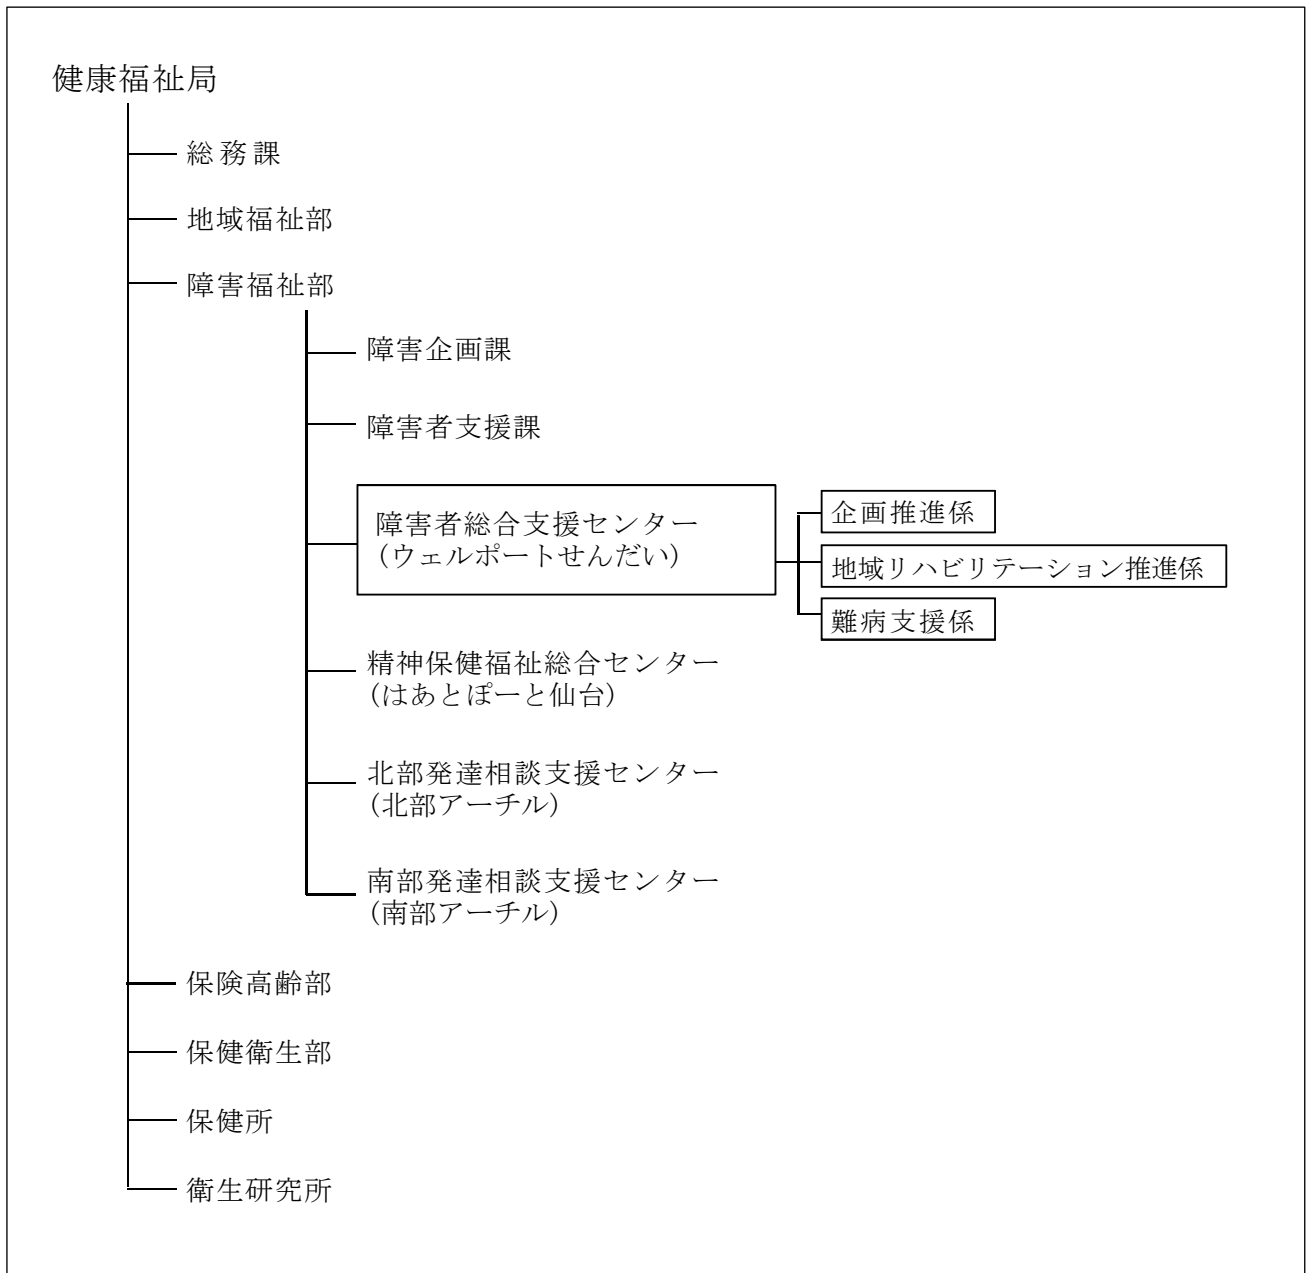 健康福祉局
総務課
地域福祉部
障害福祉部
障害企画課
障害者支援課
障害者総合支援センター
(ウェルポートせんだい)
企画推進係
地域リハビリテーション推進係
難病支援係
精神保健福祉総合センター
(はあとぽーと仙台)
北部発達相談支援センター
(北部アーチル)
南部発達相談支援センター
(南部アーチル)
保険高齢部
保健衛生部
保健所
衛生研究所